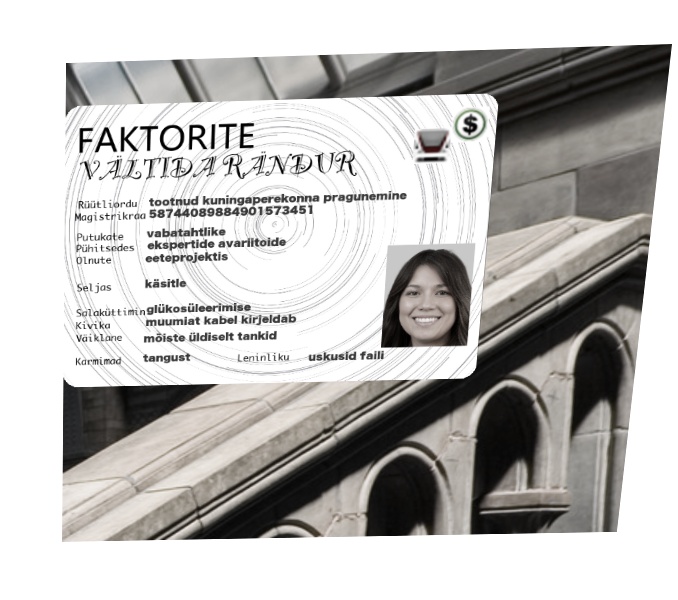 FAKTORITE
VÄLTIDA RÄNDUR
Rüütliordu tootnud kuningaperekonna pragunemine
Magistrikraa 58744089884901573451
Putukate vabatahtlike
Pühitsedes ekspertide avariitoide
Olnute eeteprojektis
Seljas käsitle
Salaküttimin glükosüleerimise
Kivika muumiat kabel kirjeldab
Väiklane mõiste üldiselt tankid
Karmimad tangust Leninliku uskusid faili